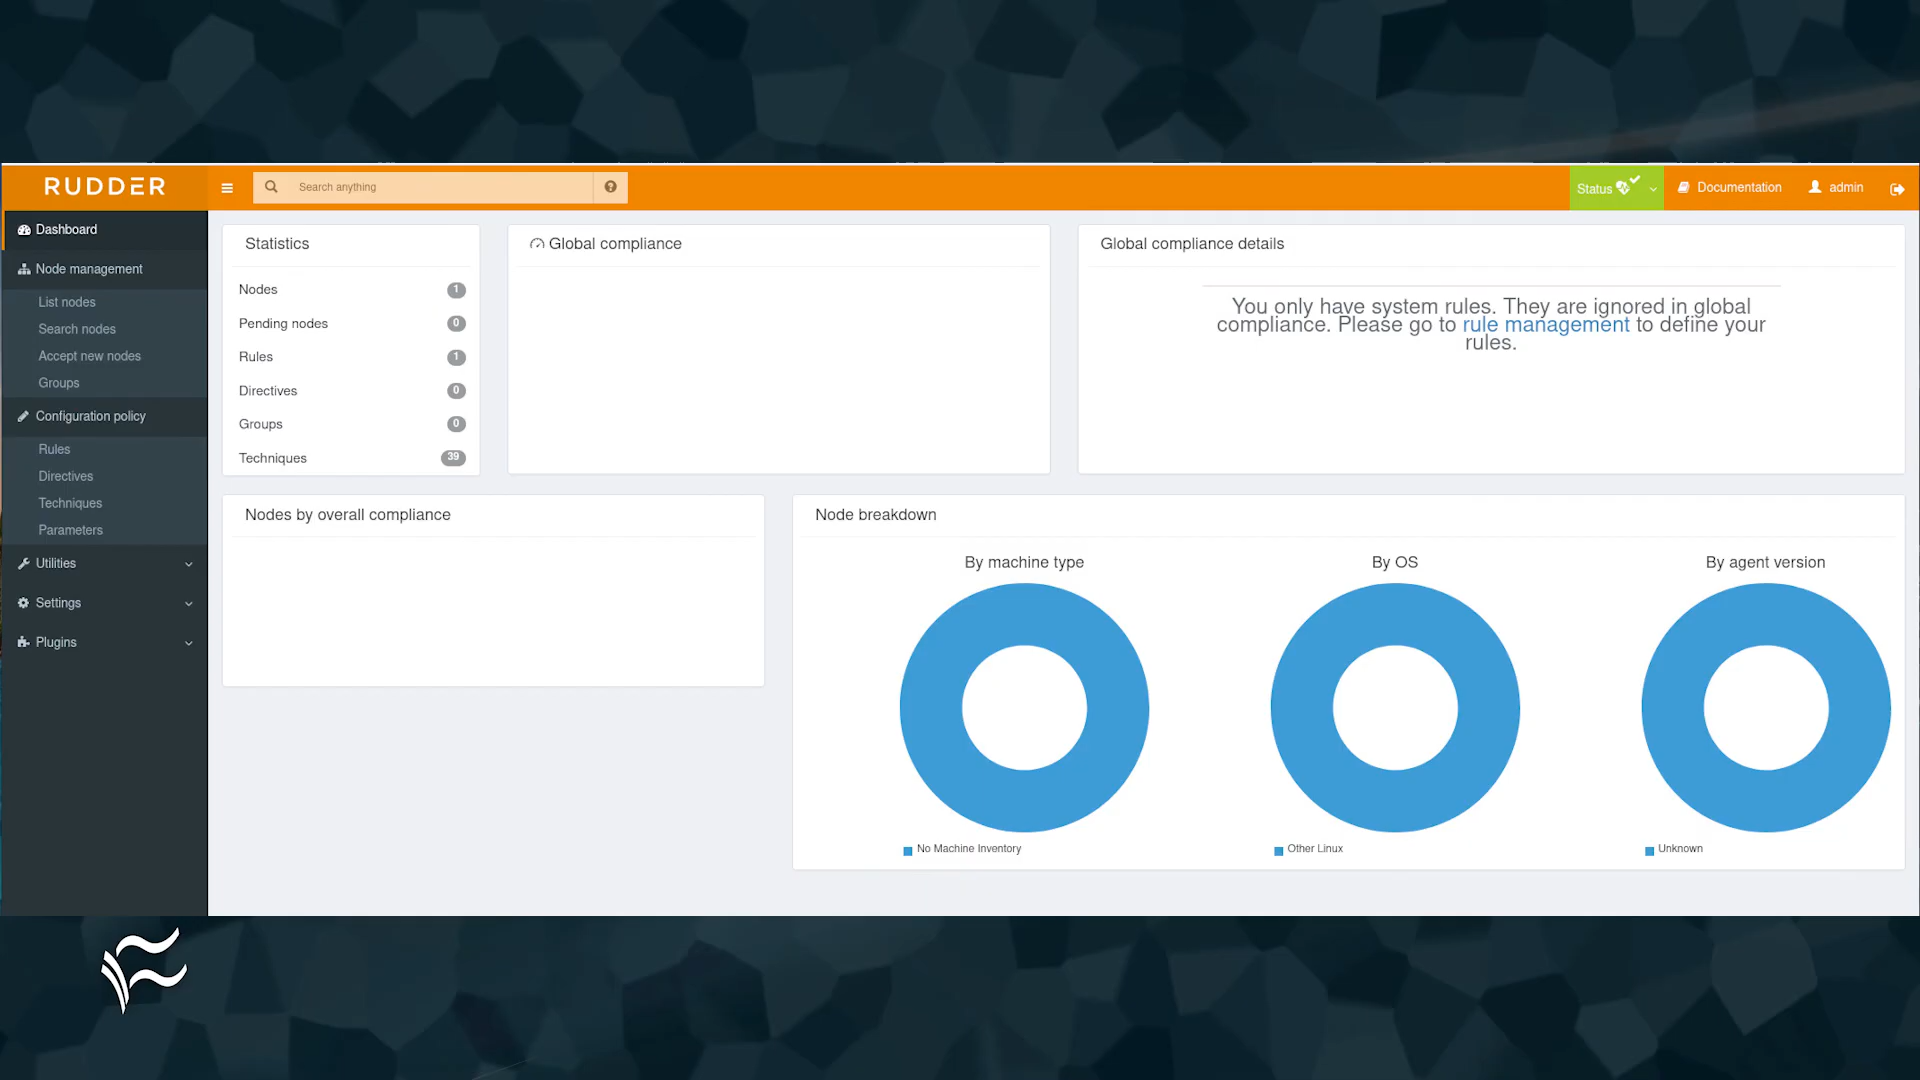 RUDDER
Search anything
Status
Documentation
admin
Dashboard
Node management
List nodes
Search nodes
Accept new nodes
Groups
Configuration policy
Rules
Directives
Techniques
Parameters
Utilities
Settings
Plugins
Statistics
Nodes 1
Pending nodes 0
Rules 1
Directives 0
Groups 0
Techniques 39
Global compliance
Global compliance details
You only have system rules. They are ignored in global
compliance. Please go to rule management to define your
rules.
Nodes by overall compliance
Node breakdown
By machine type
By OS
By agent version
No Machine Inventory
Other Linux
Unknown